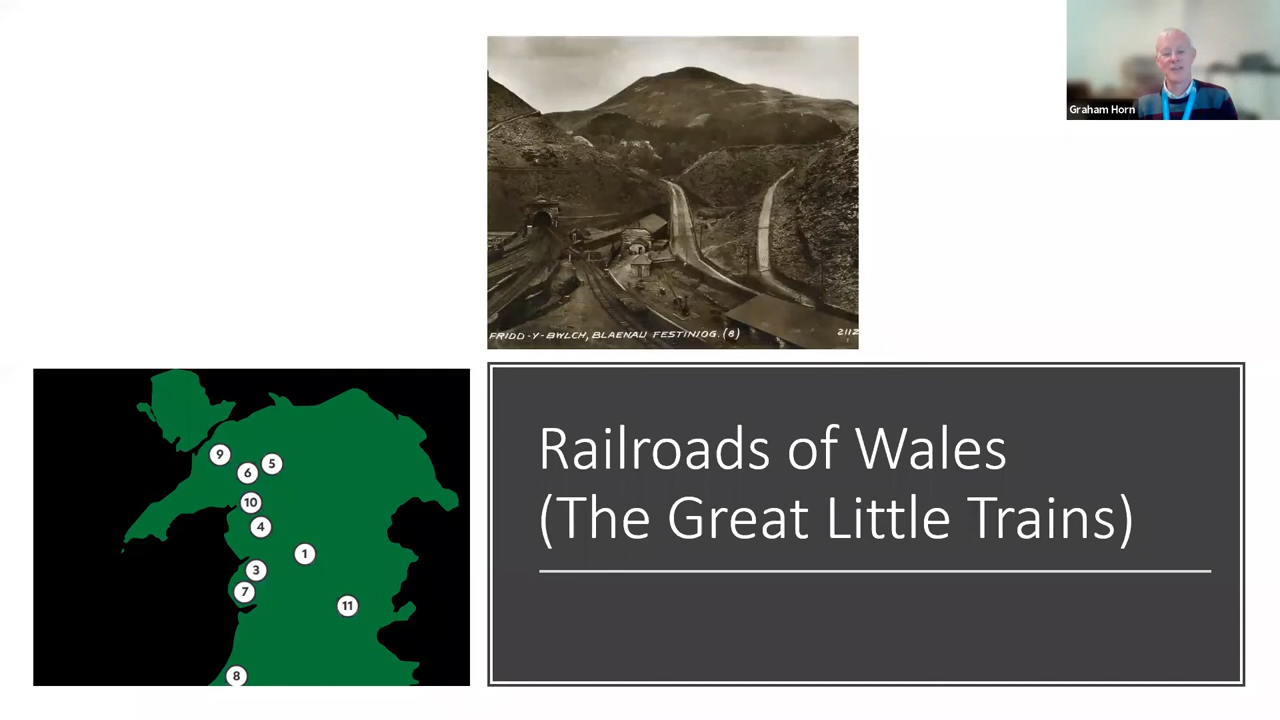 Graham Horn
FRIDD-Y-BWLCH, BLAENAU FESTINIOG. (8)
2112
9
6
5
10
4
1
3
7
11
8
Railroads of Wales
(The Great Little Trains)